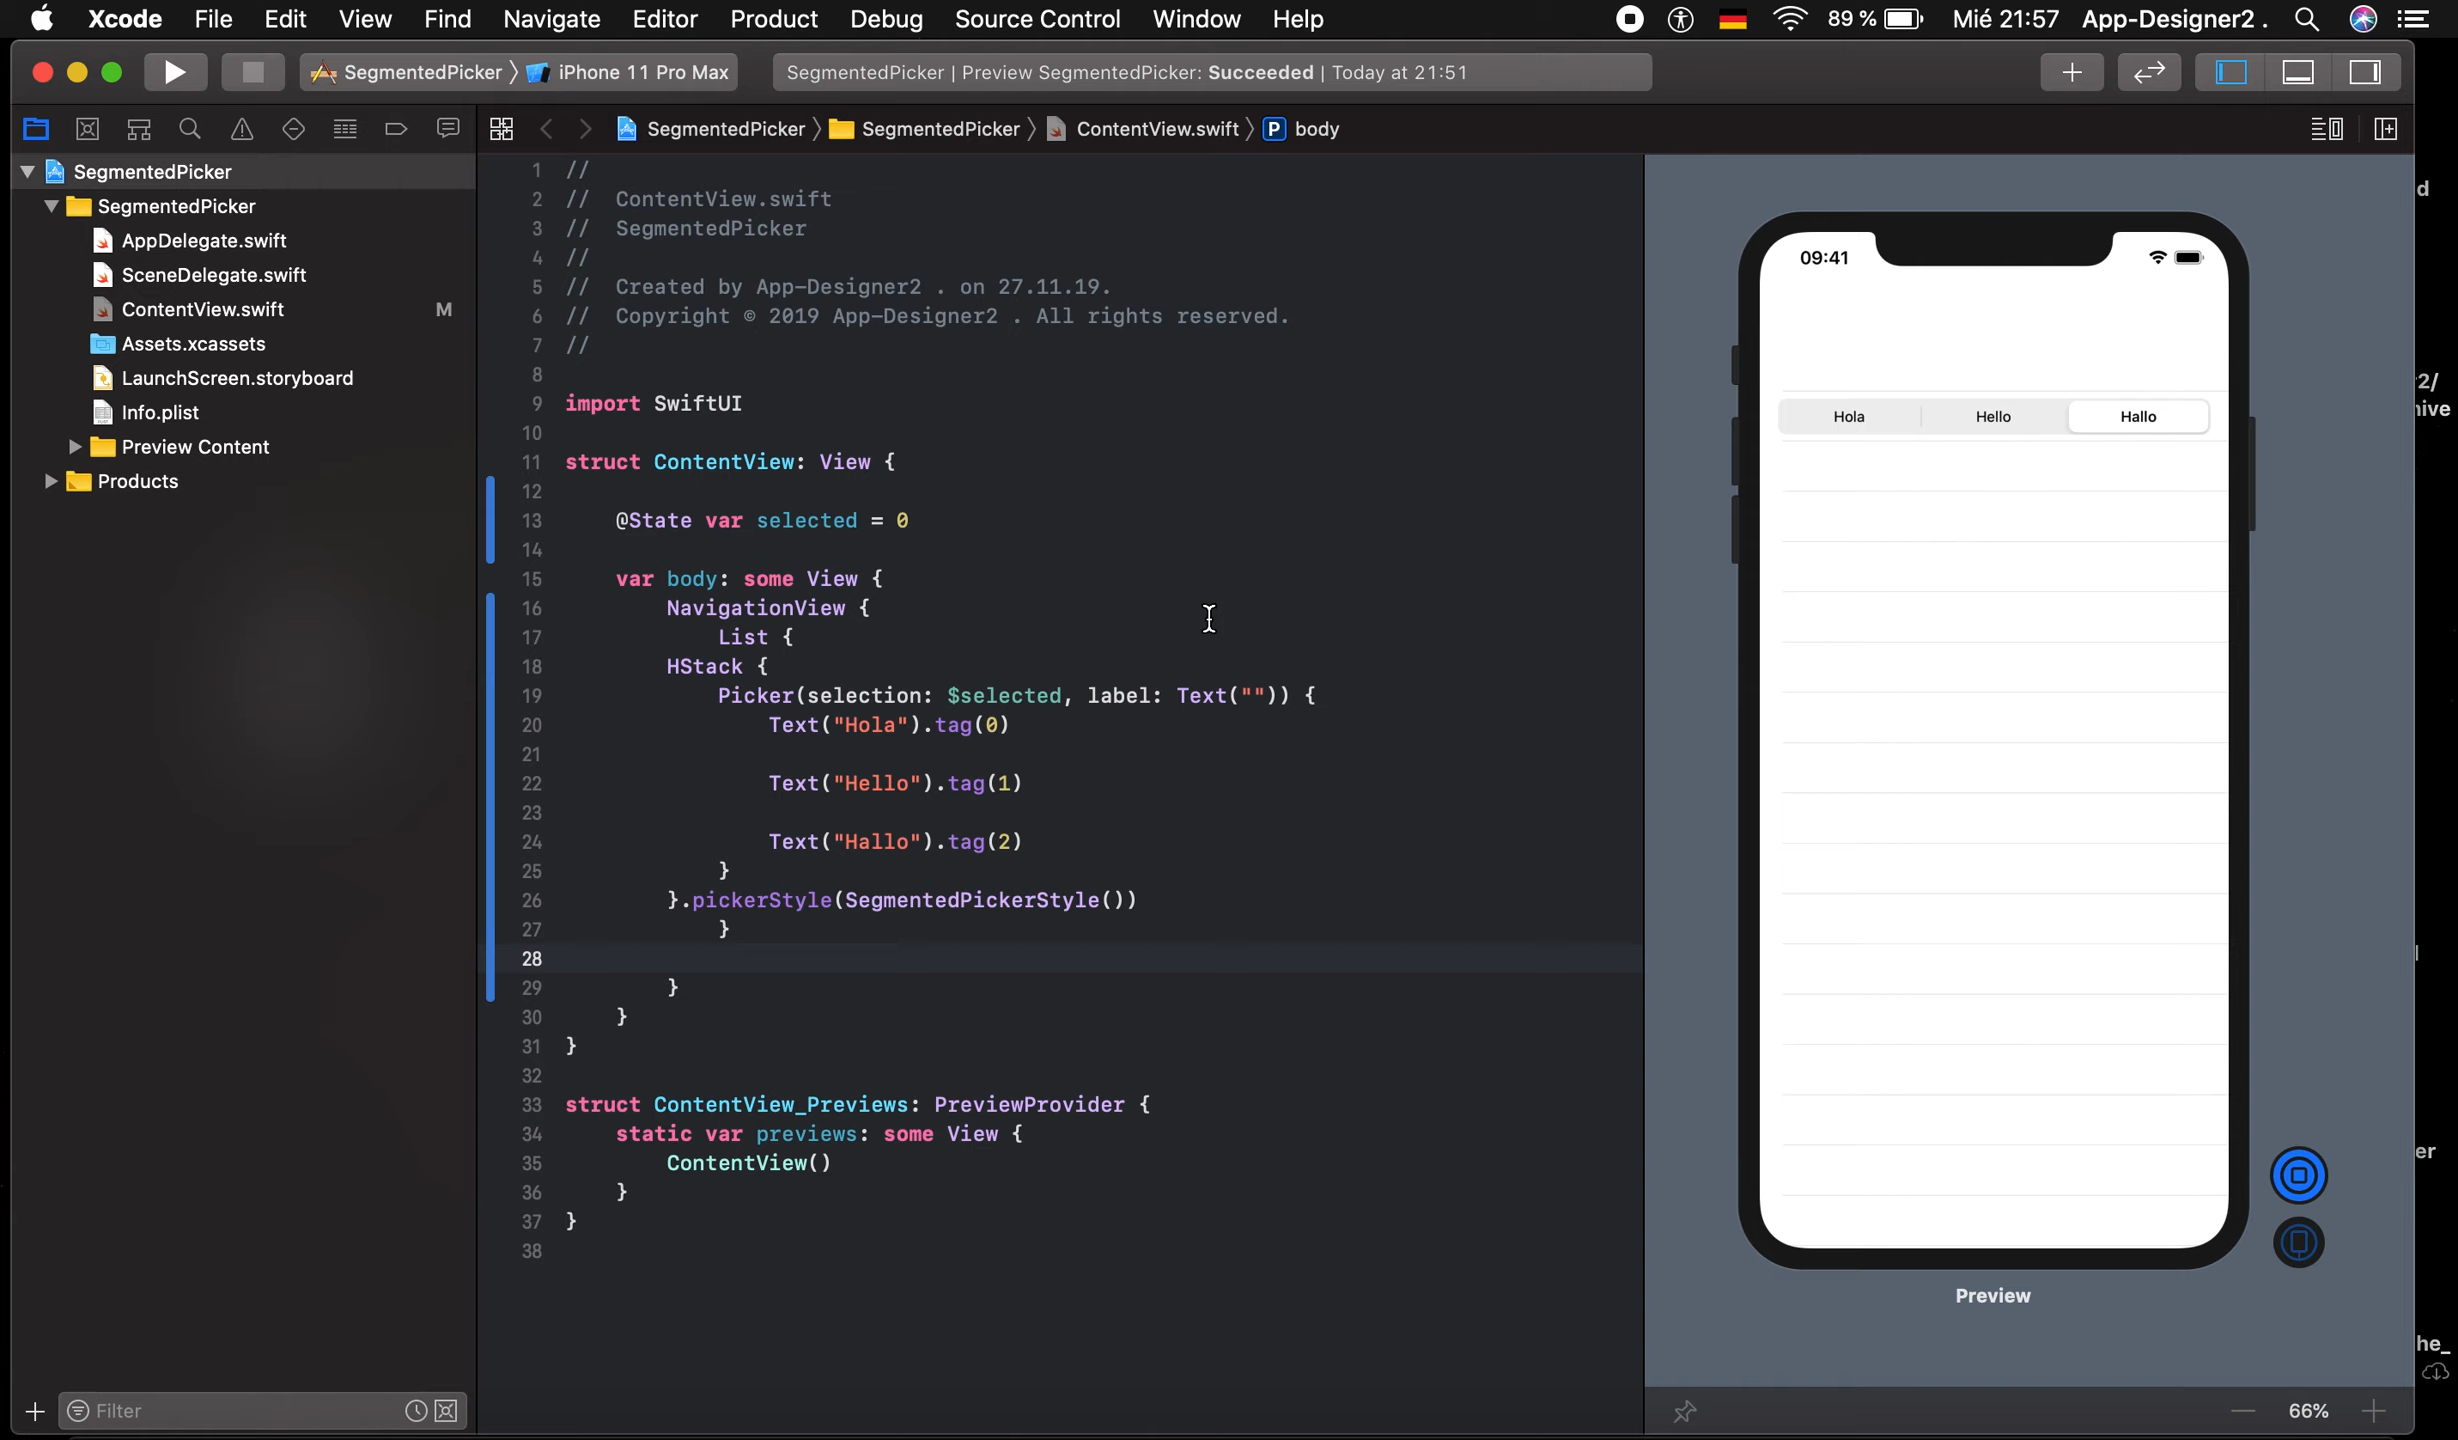 Xcode File Edit View Find Navigate Editor Product Debug Source Control Window Help 89 % Mié 21:57 App-Designer2 .
SegmentedPicker iPhone 11 Pro Max SegmentedPicker | Preview SegmentedPicker: Succeeded | Today at 21:51
SegmentedPicker SegmentedPicker ContentView.swift P body
SegmentedPicker
SegmentedPicker
AppDelegate.swift
SceneDelegate.swift
ContentView.swift M
Assets.xcassets
LaunchScreen.storyboard
Info.plist
Preview Content
Products
Filter
1 //
2 // ContentView.swift
3 // SegmentedPicker
4 //
5 // Created by App-Designer2 . on 27.11.19.
6 // Copyright © 2019 App-Designer2 . All rights reserved.
7 //
8
9 import SwiftUI
10
11 struct ContentView: View {
12
13 @State var selected = 0
14
15 var body: some View {
16 NavigationView {
17 List {
18 HStack {
19 Picker(selection: $selected, label: Text("")) {
20 Text("Hola").tag(0)
21
22 Text("Hello").tag(1)
23
24 Text("Hallo").tag(2)
25 }
26 }.pickerStyle(SegmentedPickerStyle())
27 }
28
29 }
30 }
31 }
32
33 struct ContentView_Previews: PreviewProvider {
34 static var previews: some View {
35 ContentView()
36 }
37 }
38
09:41
Hola Hello Hallo
Preview
66%
d
2/
ive
er
he_